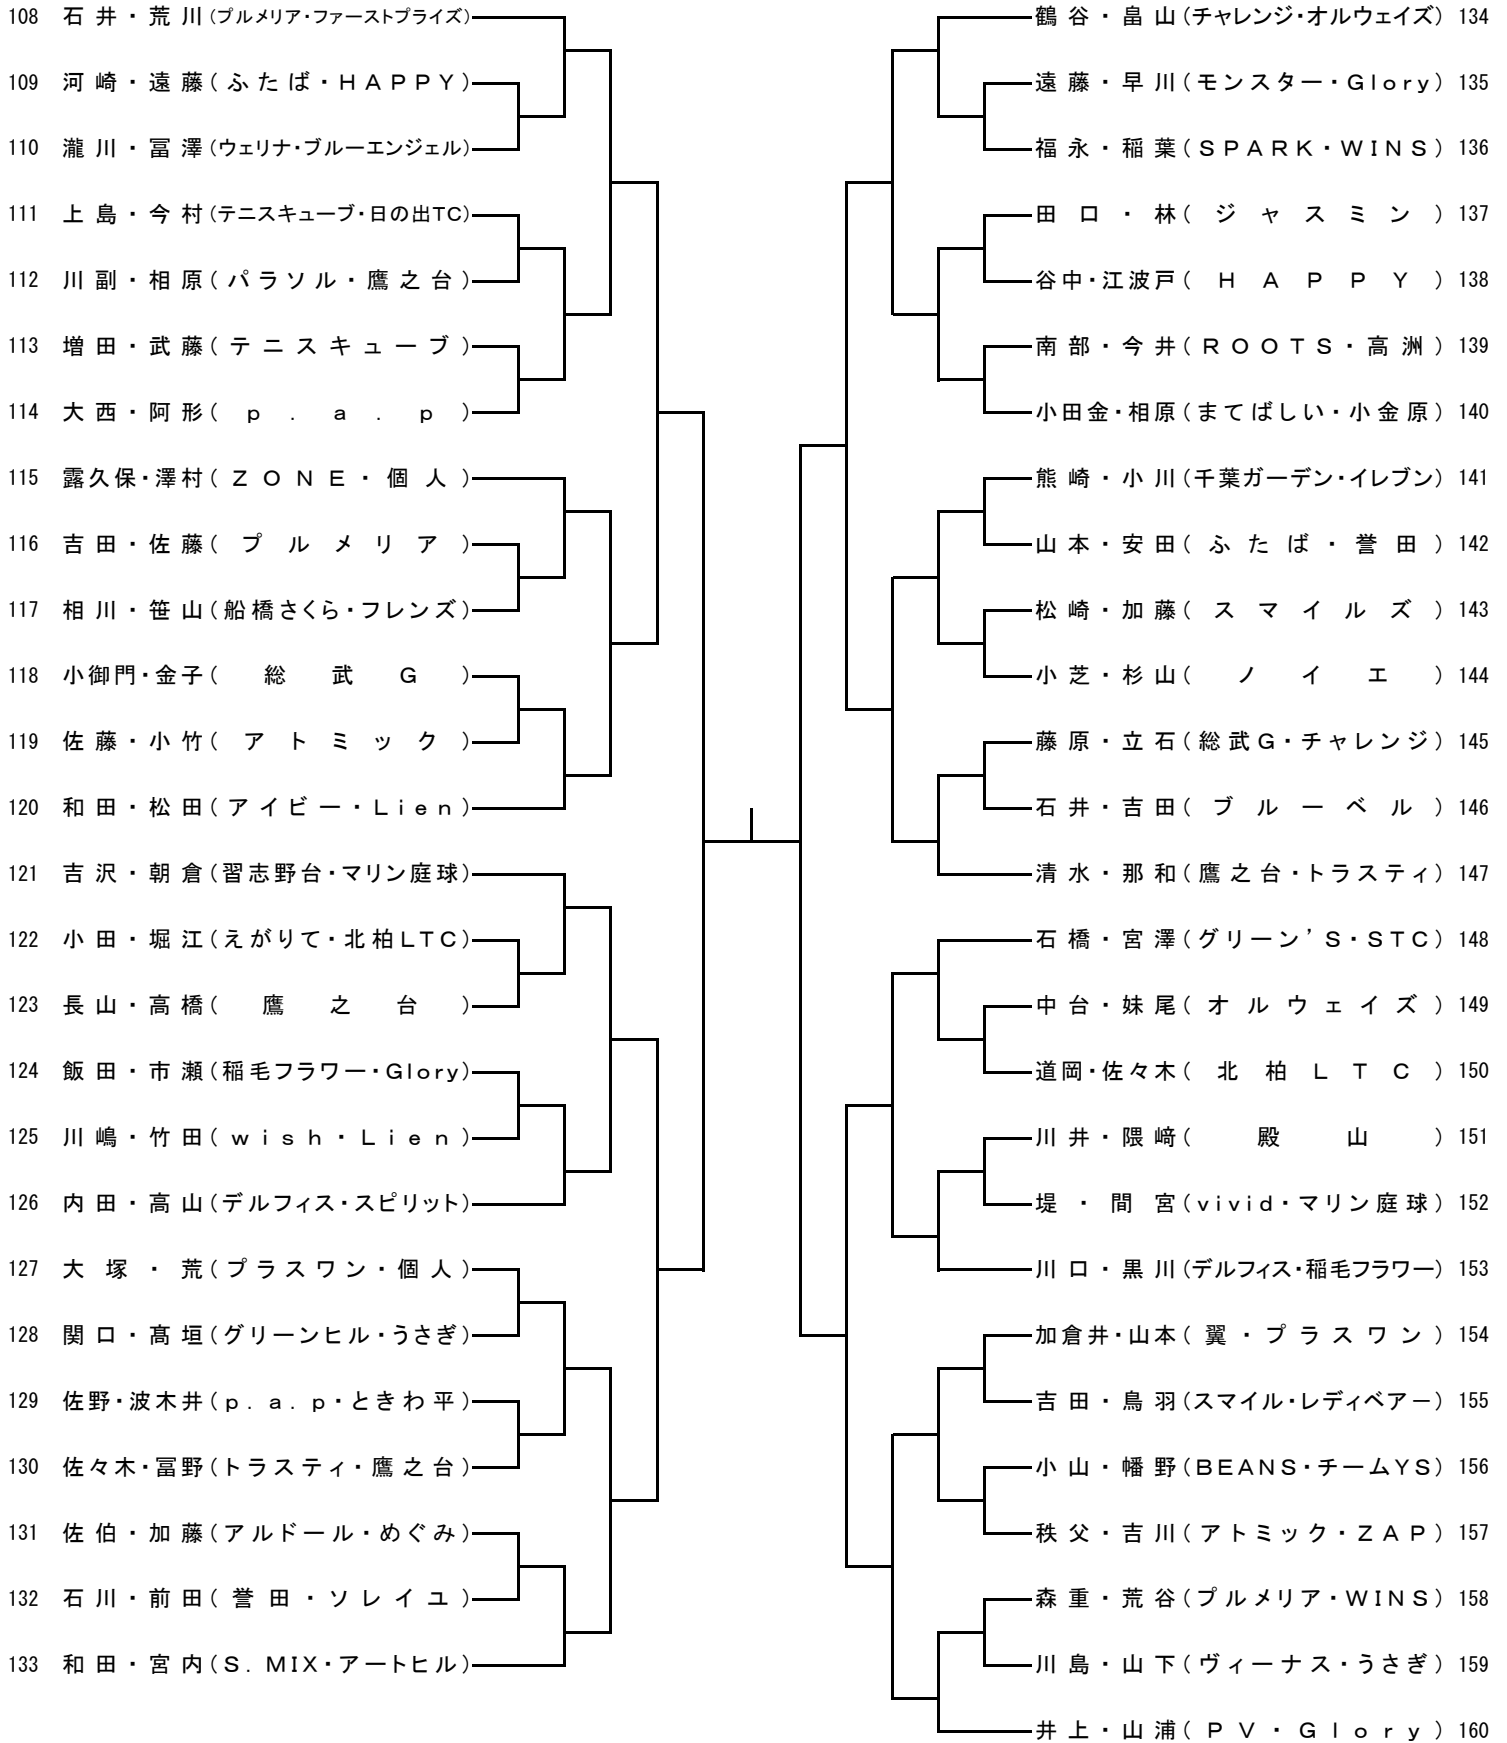 108 石井・荒川(プルメリア・ファーストプライズ)
109 河崎・遠藤(ふたば・HAPPY)
110 瀧川・冨澤(ウェリナ・ブルーエンジェル)
111 上島・今村(テニスキューブ・日の出TC)
112 川副・相原(パラソル・鷹之台)
113 増田・武藤(テニスキューブ)
114 大西・阿形(p.a.p)
115 露久保・澤村(ZONE・個人)
116 吉田・佐藤(プルメリア)
117 相川・笹山(船橋さくら・フレンズ)
118 小御門・金子(総武G)
119 佐藤・小竹(アトミック)
120 和田・松田(アイビー・Lien)
121 吉沢・朝倉(習志野台・マリン庭球)
122 小田・堀江(えがりて・北柏LTC)
123 長山・高橋(鷹之台)
124 飯田・市瀬(稲毛フラワー・Glory)
125 川嶋・竹田(wish・Lien)
126 内田・高山(デルフィス・スピリット)
127 大塚・荒(プラスワン・個人)
128 関口・髙垣(グリーンヒル・うさぎ)
129 佐野・波木井(p.a.p・ときわ平)
130 佐々木・冨野(トラスティ・鷹之台)
131 佐伯・加藤(アルドール・めぐみ)
132 石川・前田(誉田・ソレイユ)
133 和田・宮内(S.MIX・アートヒル)
鶴谷・畠山(チャレンジ・オルウェイズ) 134
遠藤・早川(モンスター・Glory) 135
福永・稲葉(SPARK・WINS) 136
田口・林(ジャスミン) 137
谷中・江波戸(HAPPY) 138
南部・今井(ROOTS・高洲) 139
小田金・相原(まてばしい・小金原) 140
熊崎・小川(千葉ガーデン・イレブン) 141
山本・安田(ふたば・誉田) 142
松崎・加藤(スマイルズ) 143
小芝・杉山(ノイエ) 144
藤原・立石(総武G・チャレンジ) 145
石井・吉田(ブルーベル) 146
清水・那和(鷹之台・トラスティ) 147
石橋・宮澤(グリーン’S・STC) 148
中台・妹尾(オルウェイズ) 149
道岡・佐々木(北柏LTC) 150
川井・隈﨑(殿山) 151
堤・間宮(vivid・マリン庭球) 152
川口・黒川(デルフィス・稲毛フラワー) 153
加倉井・山本(翼・プラスワン) 154
吉田・鳥羽(スマイル・レディベアー) 155
小山・幡野(BEANS・チームYS) 156
秩父・吉川(アトミック・ZAP) 157
森重・荒谷(プルメリア・WINS) 158
川島・山下(ヴィーナス・うさぎ) 159
井上・山浦(PV・Glory) 160